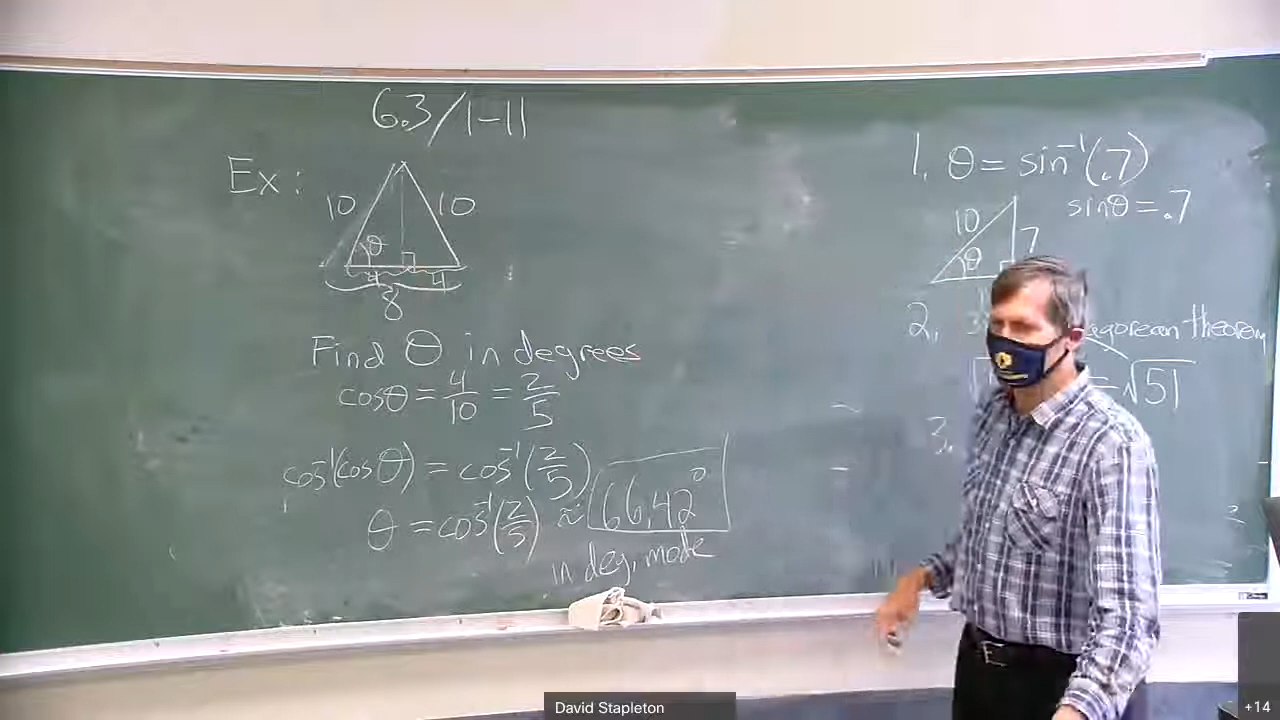 6.3/1-11
Ex:
10 10
θ
4 4
8
Find θ in degrees
cosθ = 4/10 = 2/5
cos⁻¹(cosθ) = cos⁻¹(2/5)
θ = cos⁻¹(2/5) ≈ 66.42°
in deg. mode
1. θ = sin⁻¹(.7)
sinθ = .7
10
7
θ
2.
theorem
= √51
3.
David Stapleton
+14